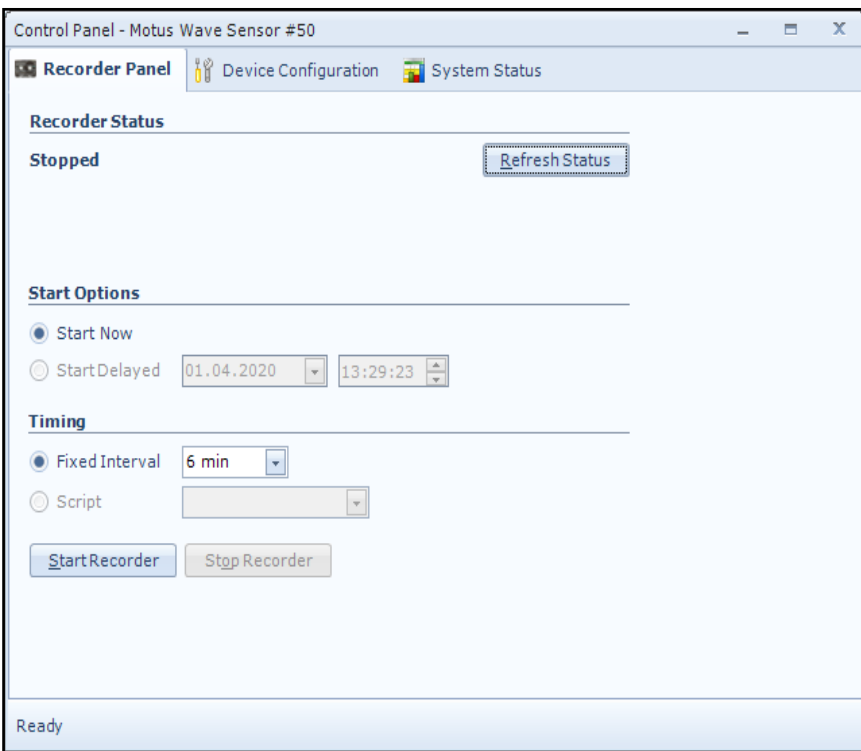 Control Panel - Motus Wave Sensor #50
Recorder Panel Device Configuration System Status
Recorder Status
Stopped Refresh Status
Start Options
Start Now
Start Delayed 01.04.2020 13:29:23
Timing
Fixed Interval 6 min
Script
Start Recorder Stop Recorder
Ready